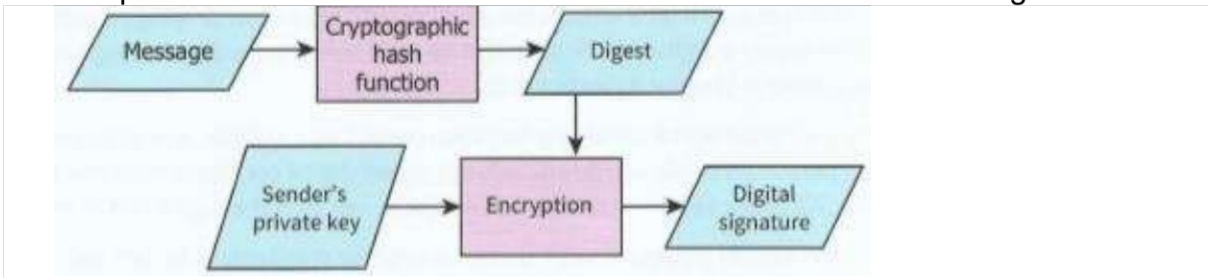 Message
Cryptographic
hash
function
Digest
Sender's
private key
Encryption
Digital
signature